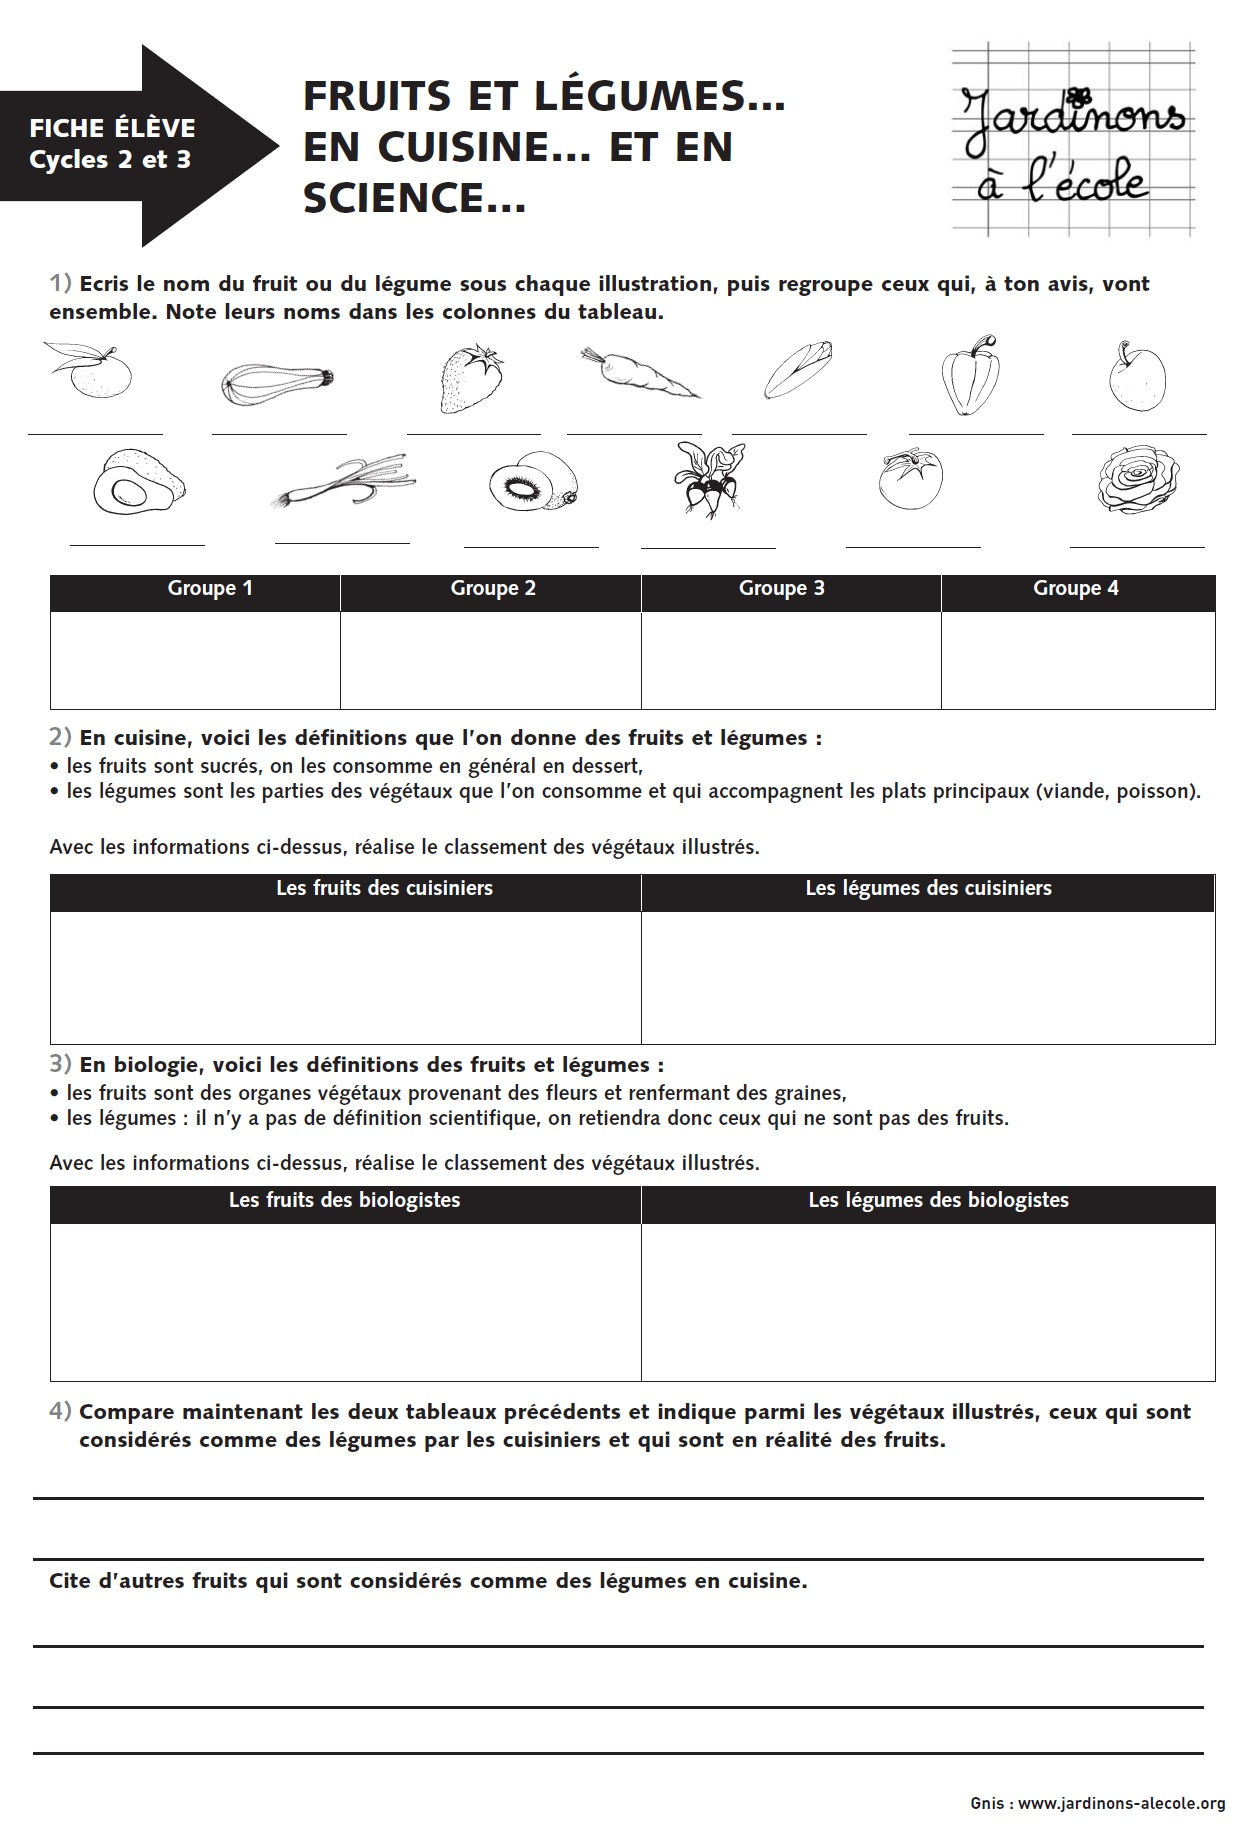 FICHE ÉLÈVE
Cycles 2 et 3
FRUITS ET LÉGUMES...
EN CUISINE... ET EN
SCIENCE...
Jardinons
à l'école
1) Ecris le nom du fruit ou du légume sous chaque illustration, puis regroupe ceux qui, à ton avis, vont
ensemble. Note leurs noms dans les colonnes du tableau.
Groupe 1 Groupe 2 Groupe 3 Groupe 4
2) En cuisine, voici les définitions que l'on donne des fruits et légumes :
• les fruits sont sucrés, on les consomme en général en dessert,
• les légumes sont les parties des végétaux que l'on consomme et qui accompagnent les plats principaux (viande, poisson).
Avec les informations ci-dessus, réalise le classement des végétaux illustrés.
Les fruits des cuisiniers Les légumes des cuisiniers
3) En biologie, voici les définitions des fruits et légumes :
• les fruits sont des organes végétaux provenant des fleurs et renfermant des graines,
• les légumes : il n'y a pas de définition scientifique, on retiendra donc ceux qui ne sont pas des fruits.
Avec les informations ci-dessus, réalise le classement des végétaux illustrés.
Les fruits des biologistes Les légumes des biologistes
4) Compare maintenant les deux tableaux précédents et indique parmi les végétaux illustrés, ceux qui sont
considérés comme des légumes par les cuisiniers et qui sont en réalité des fruits.
Cite d'autres fruits qui sont considérés comme des légumes en cuisine.
Gnis : www.jardinons-alecole.org